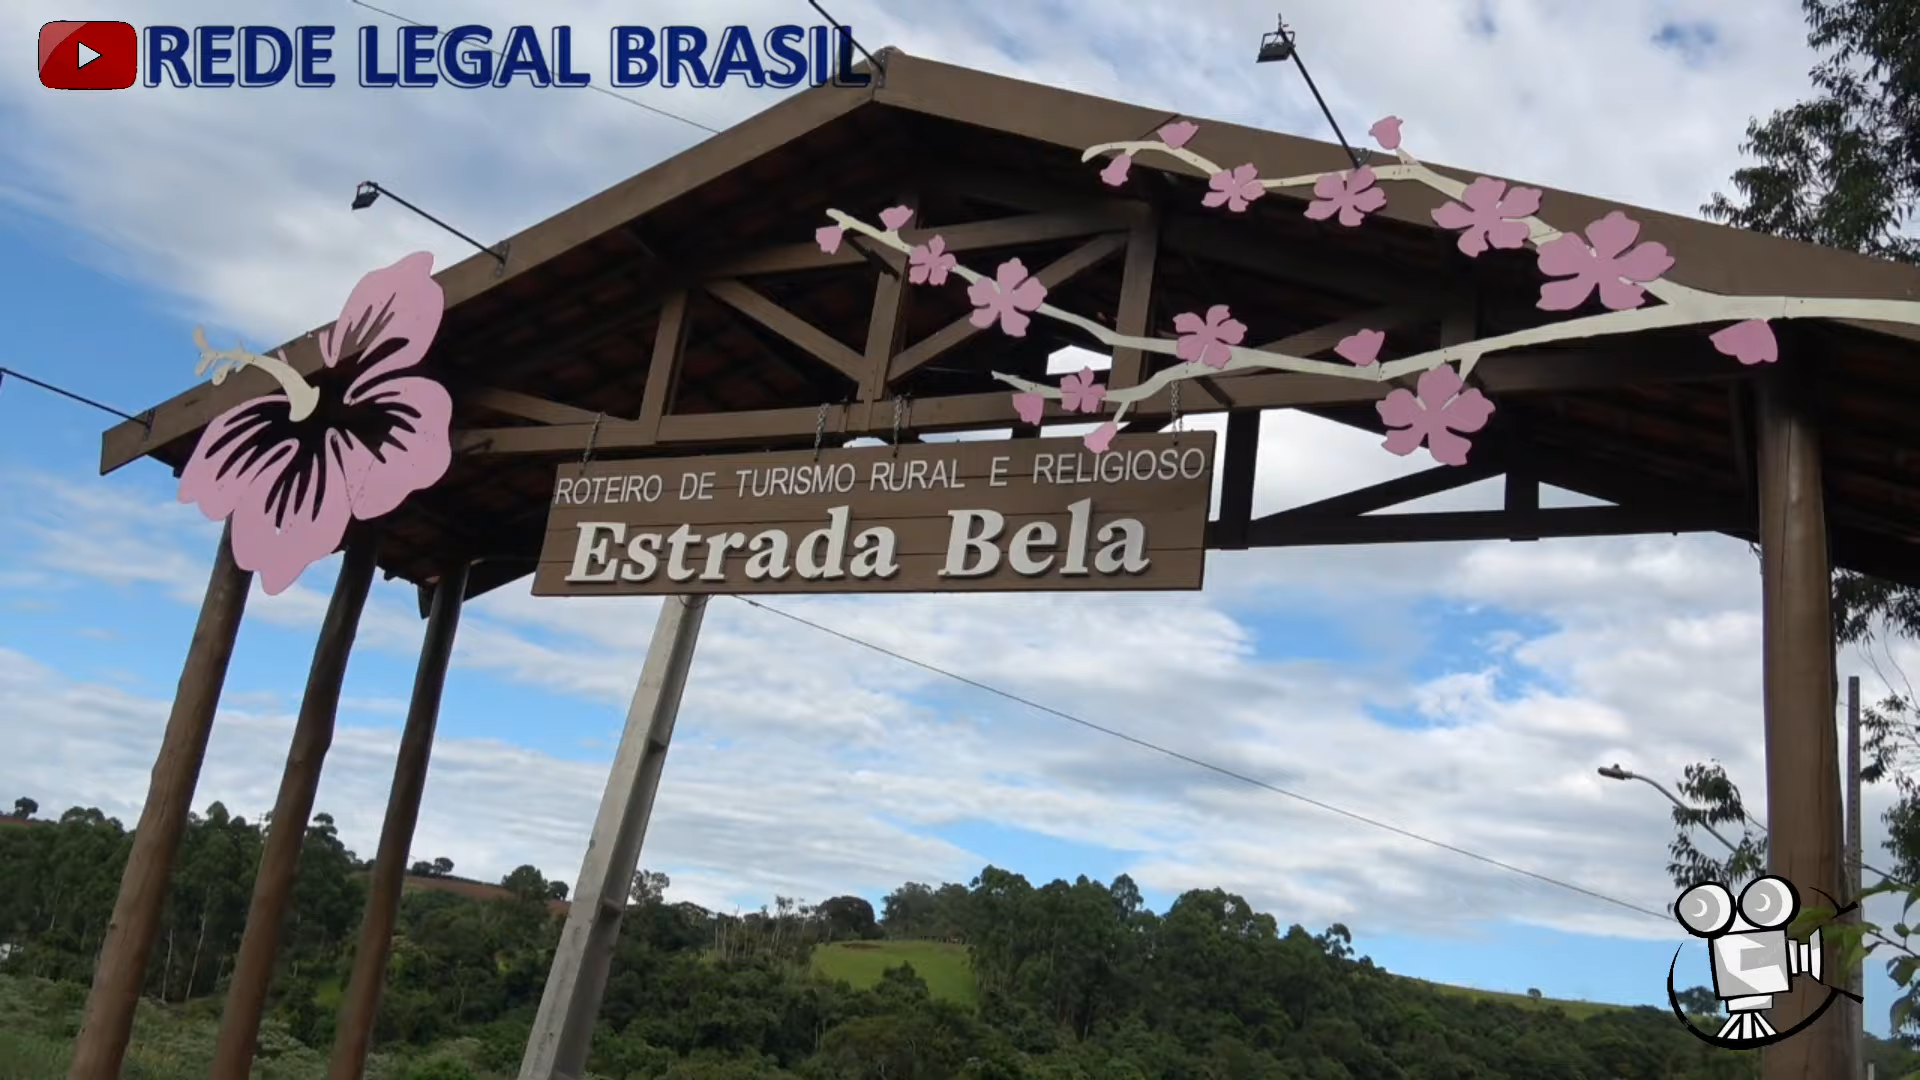 REDE LEGAL BRASIL
ROTEIRO DE TURISMO RURAL E RELIGIOSO
Estrada Bela